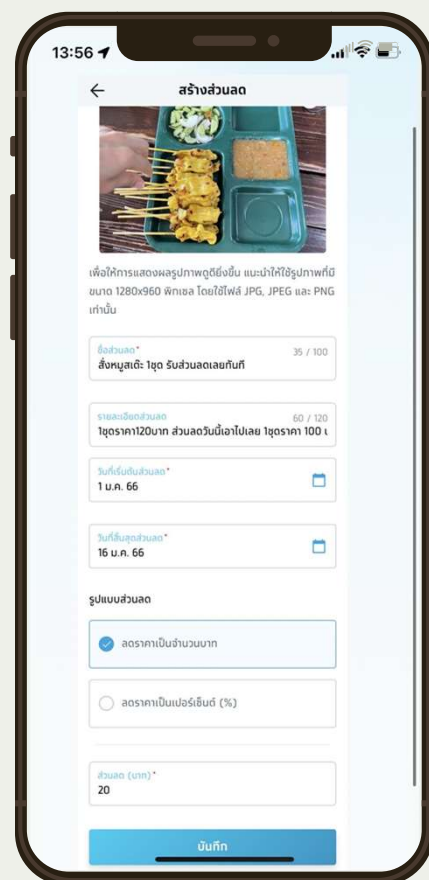 13:56
สร้างส่วนลด
เพื่อให้การแสดงผลรูปภาพดูดียิ่งขึ้น แนะนำให้ใช้รูปภาพที่มี
ขนาด 1280x960 พิกเซล โดยใช้ไฟล์ JPG, JPEG และ PNG
เท่านั้น
ชื่อส่วนลด* 35 / 100
สั่งหมูสเต๊ะ 1ชุด รับส่วนลดเลยทันที
รายละเอียดส่วนลด 60 / 120
1ชุดราคา120บาท ส่วนลดวันนี้เอาไปเลย 1ชุดราคา 100 เ
วันที่เริ่มต้นส่วนลด*
1 ม.ค. 66
วันที่สิ้นสุดส่วนลด*
16 ม.ค. 66
รูปแบบส่วนลด
ลดราคาเป็นจำนวนบาท
ลดราคาเป็นเปอร์เซ็นต์ (%)
ส่วนลด (บาท)*
20
บันทึก